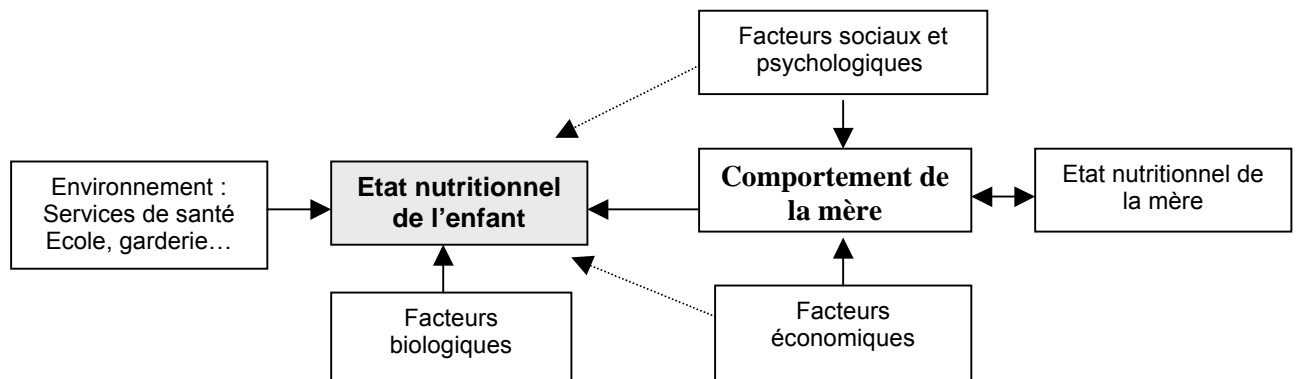 Facteurs sociaux et
psychologiques
Environnement :
Services de santé
Ecole, garderie…
Etat nutritionnel
de l’enfant
Comportement de
la mère
Etat nutritionnel de
la mère
Facteurs
biologiques
Facteurs
économiques